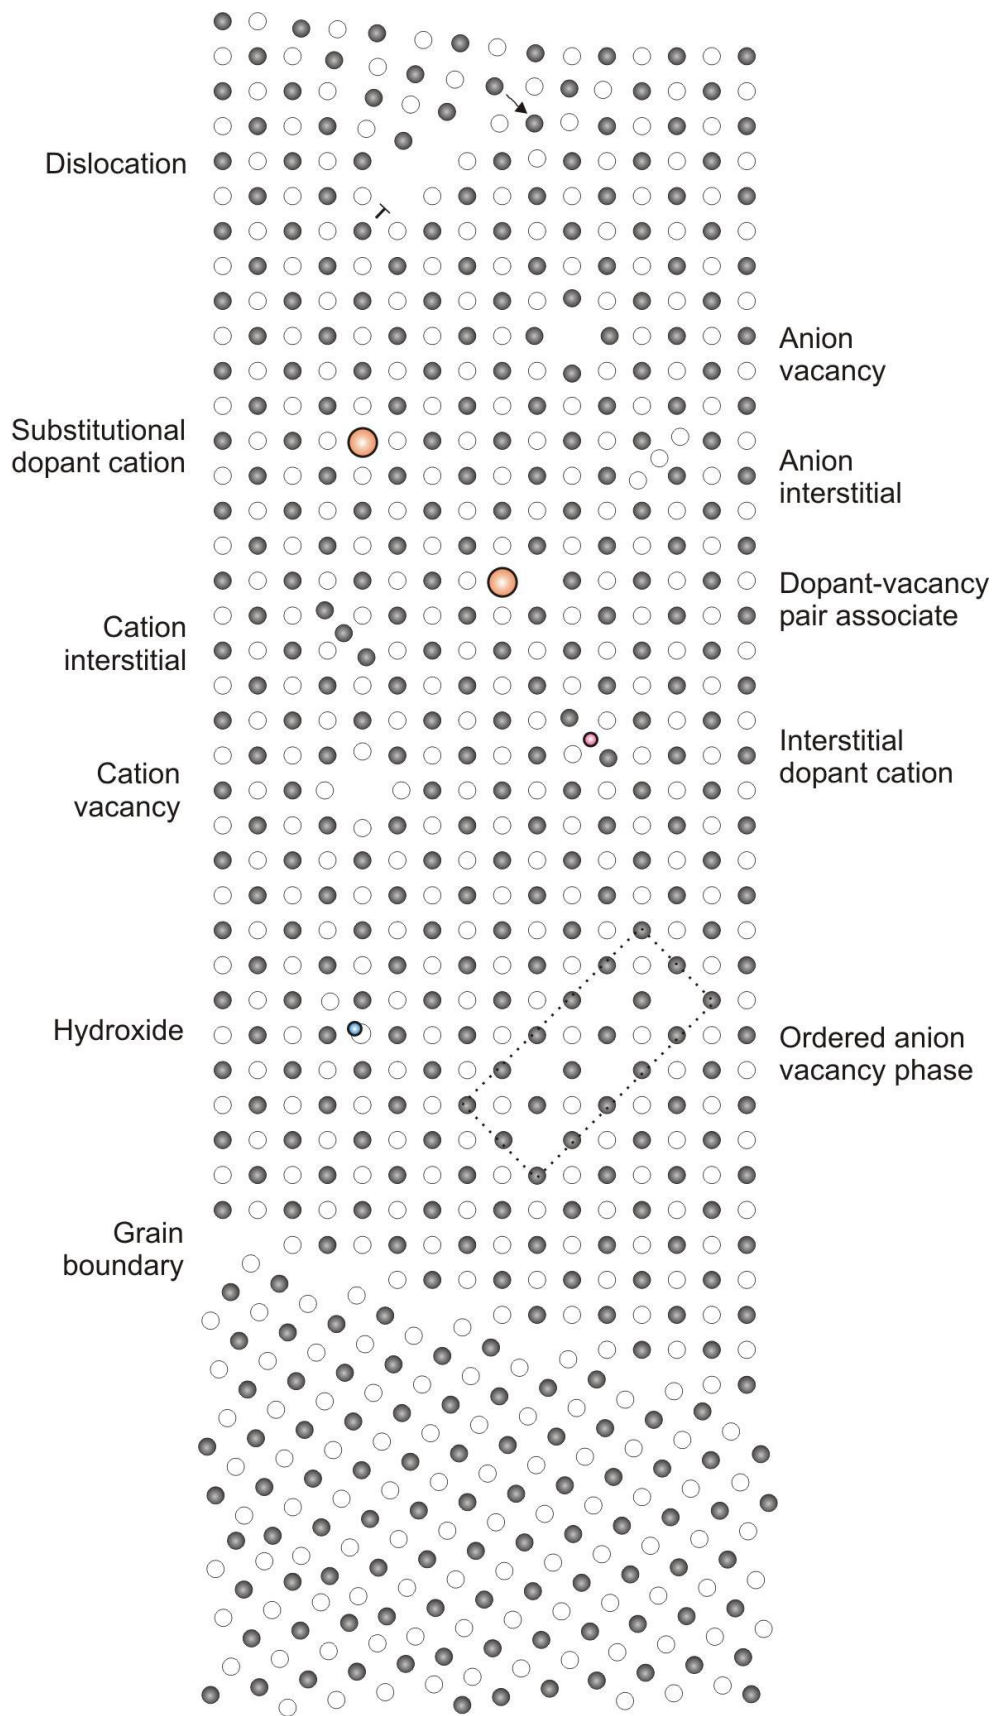 Dislocation
Anion
vacancy
Substitutional
dopant cation
Anion
interstitial
Dopant-vacancy
pair associate
Cation
interstitial
Interstitial
dopant cation
Cation
vacancy
Hydroxide
Ordered anion
vacancy phase
Grain
boundary